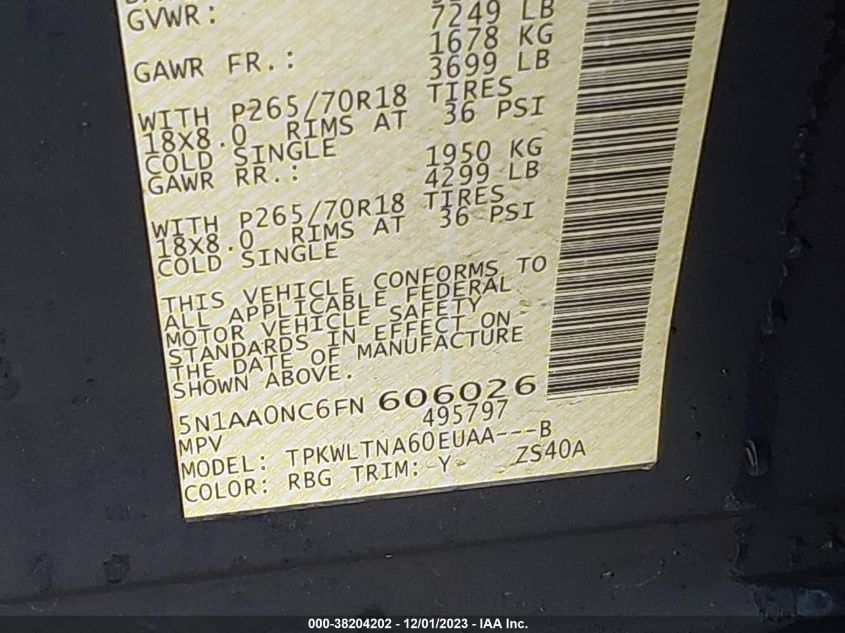 GVWR: 7249 LB
1678 KG
GAWR FR.: 3699 LB
WITH P265/70R18 TIRES
18X8.0 RIMS AT 36 PSI
COLD SINGLE
1950 KG
GAWR RR.: 4299 LB
WITH P265/70R18 TIRES
18X8.0 RIMS AT 36 PSI
COLD SINGLE
THIS VEHICLE CONFORMS TO
ALL APPLICABLE FEDERAL
MOTOR VEHICLE SAFETY
STANDARDS IN EFFECT ON
THE DATE OF MANUFACTURE
SHOWN ABOVE.
5N1AA0NC6FN 606026
MPV 495797
MODEL: TPKWLTNA60EUAA---B
COLOR: RBG TRIM: Y ZS40A
000-38204202 - 12/01/2023 - IAA Inc.